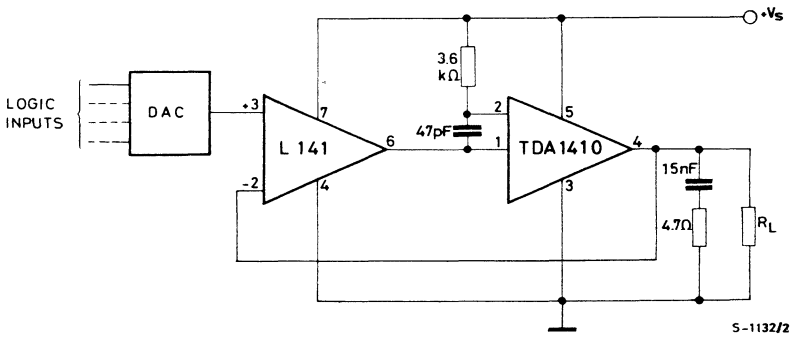 +Vs
3.6
kΩ
LOGIC
INPUTS
DAC
+3
7
2
5
47pF
L 141
6
1
TDA1410
4
15nF
-2
4
3
4.7Ω
RL
S-1132/2